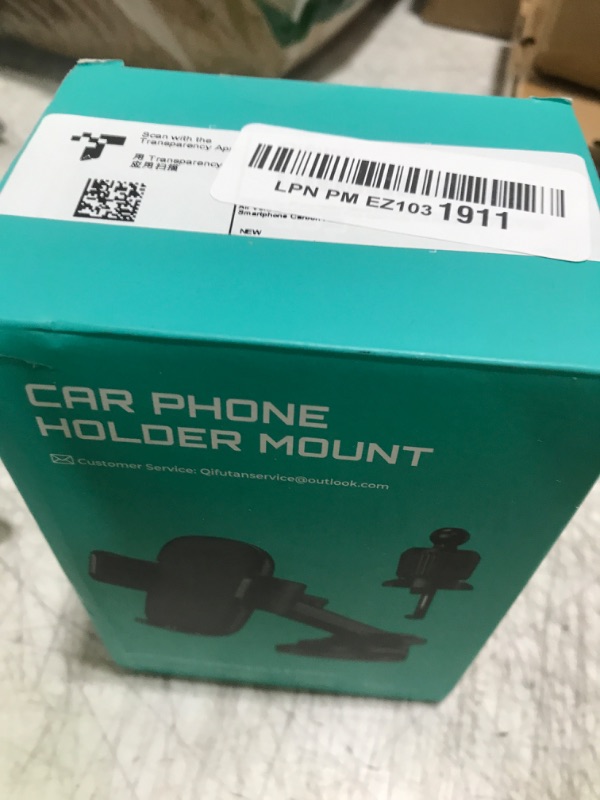 Scan with the
Transparency
用 Transparency
应用扫描
LPN PM EZ103 1911
Smartphone
NEW
CAR PHONE
HOLDER MOUNT
Customer Service: Qifutanservice@outlook.com